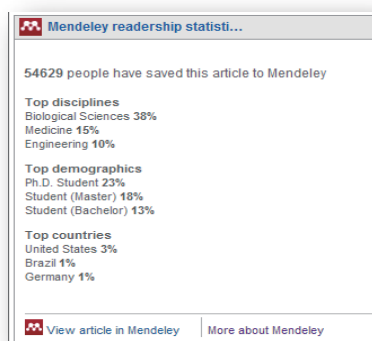 Mendeley readership statisti...
54629 people have saved this article to Mendeley
Top disciplines
Biological Sciences 38%
Medicine 15%
Engineering 10%
Top demographics
Ph.D. Student 23%
Student (Master) 18%
Student (Bachelor) 13%
Top countries
United States 3%
Brazil 1%
Germany 1%
View article in Mendeley More about Mendeley